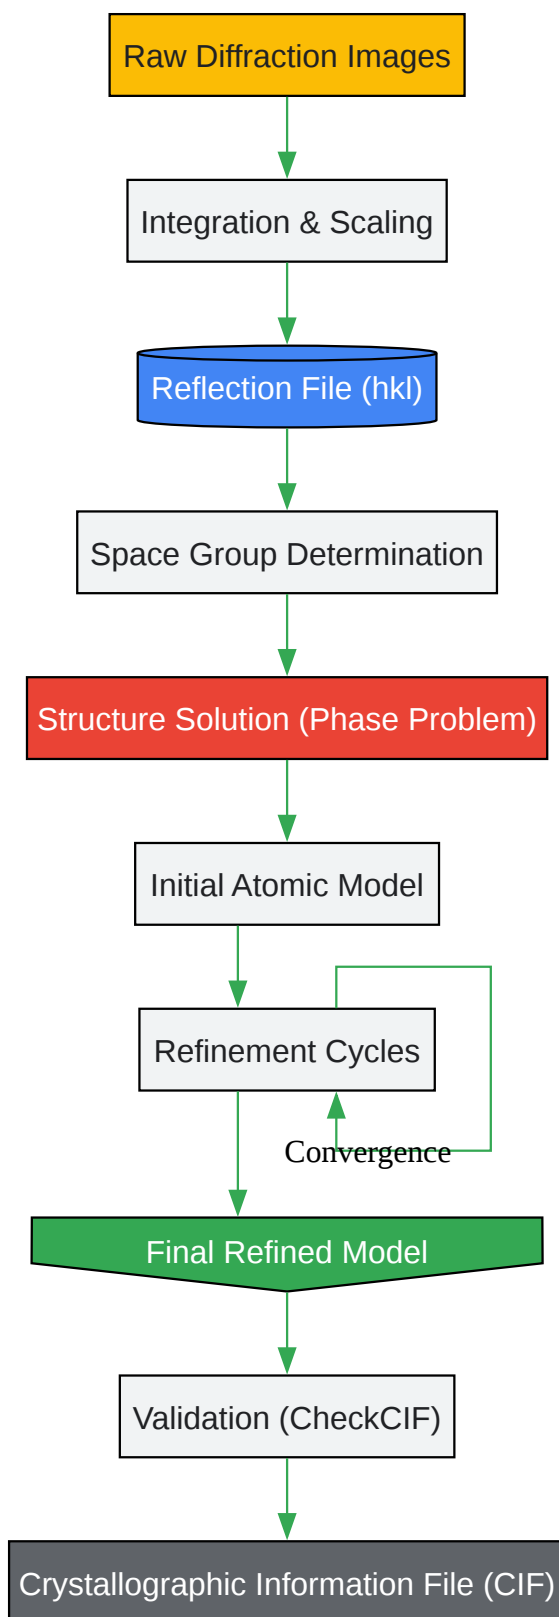 Raw Diffraction Images
Integration & Scaling
Reflection File (hkl)
Space Group Determination
Structure Solution (Phase Problem)
Initial Atomic Model
Refinement Cycles
Convergence
Final Refined Model
Validation (CheckCIF)
Crystallographic Information File (CIF)